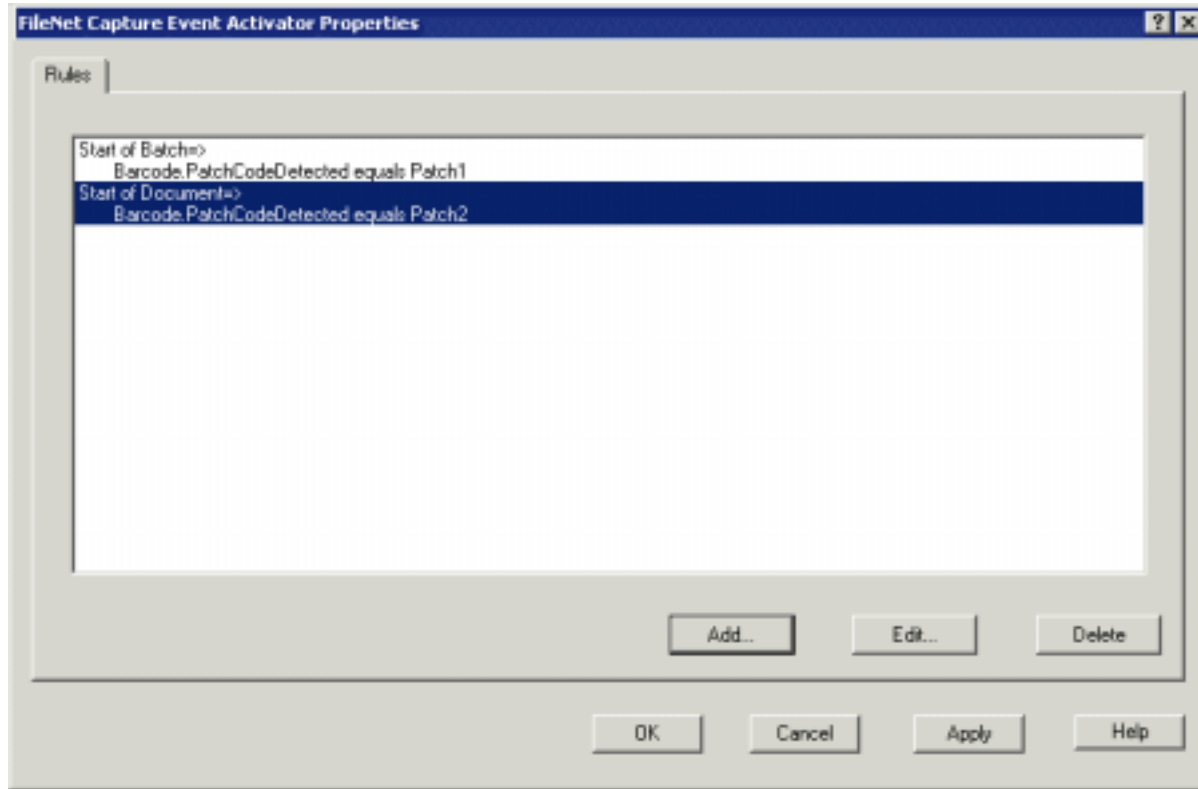 FileNet Capture Event Activator Properties
Rules
Start of Batch=>
Barcode.PatchCodeDetected equals Patch1
Start of Document=>
Barcode.PatchCodeDetected equals Patch2
Add... Edit... Delete
OK Cancel Apply Help